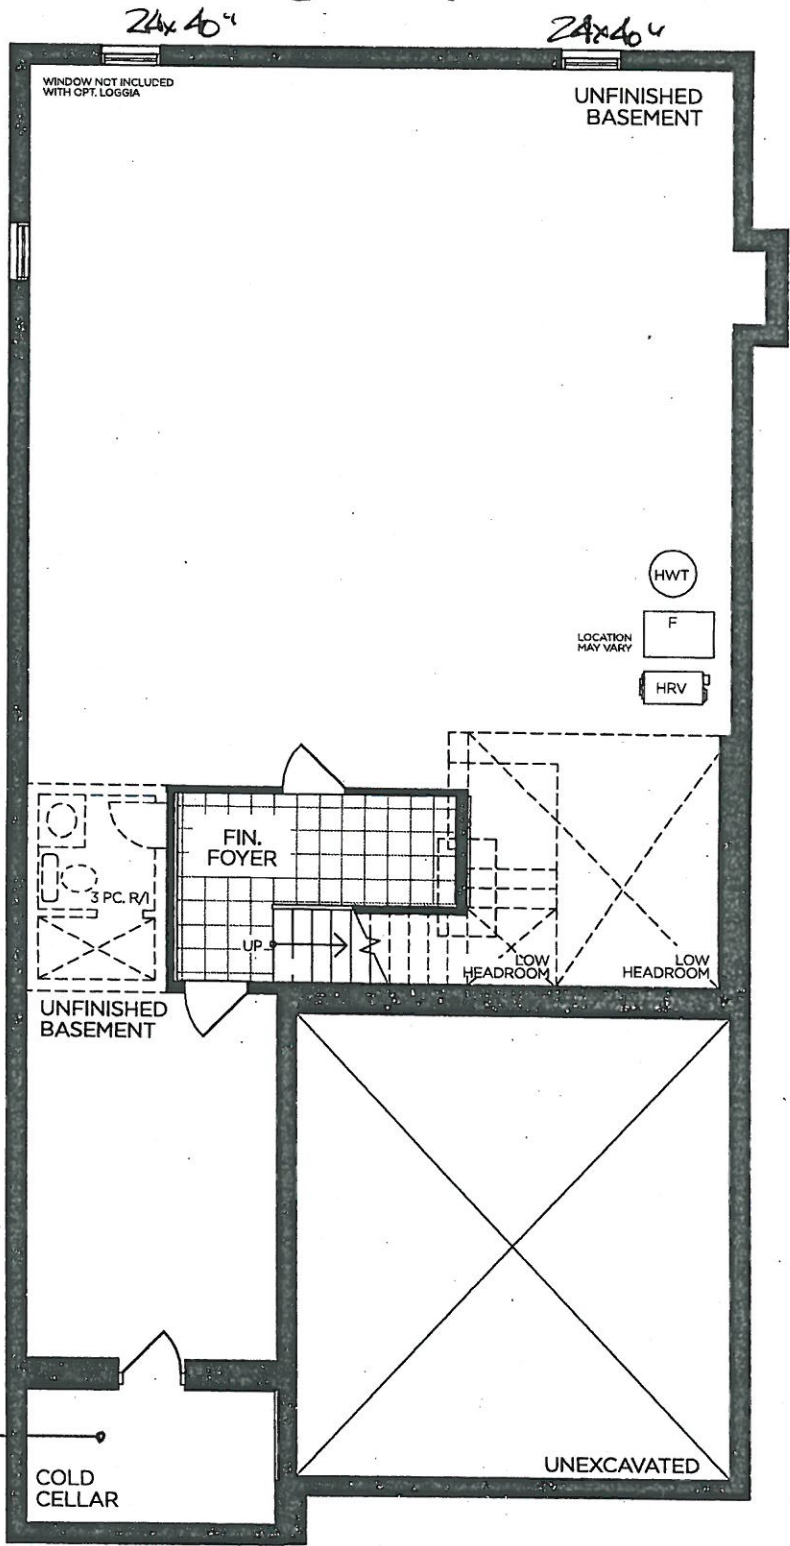 24x40"
24x40"
WINDOW NOT INCLUDED
WITH OPT. LOGGIA
UNFINISHED
BASEMENT
HWT
F
LOCATION
MAY VARY
HRV
FIN.
FOYER
3 PC. R/I
UP
LOW
HEADROOM
LOW
HEADROOM
UNFINISHED
BASEMENT
UNEXCAVATED
COLD
CELLAR